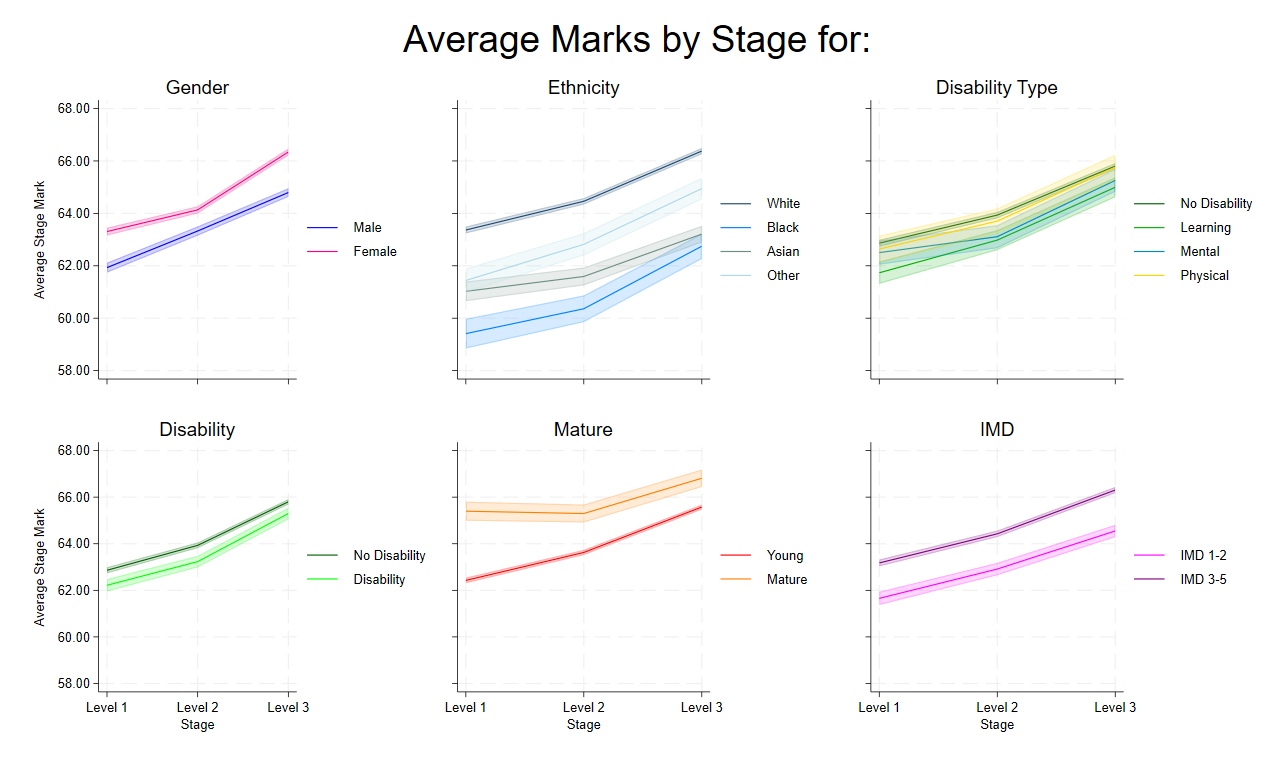 Average Marks by Stage for:
Gender
Ethnicity
Disability Type
68.00
66.00
64.00
62.00
60.00
58.00
Average Stage Mark
Male
Female
White
Black
Asian
Other
No Disability
Learning
Mental
Physical
Disability
Mature
IMD
68.00
66.00
64.00
62.00
60.00
58.00
Average Stage Mark
No Disability
Disability
Young
Mature
IMD 1-2
IMD 3-5
Level 1 Level 2 Level 3
Stage
Level 1 Level 2 Level 3
Stage
Level 1 Level 2 Level 3
Stage